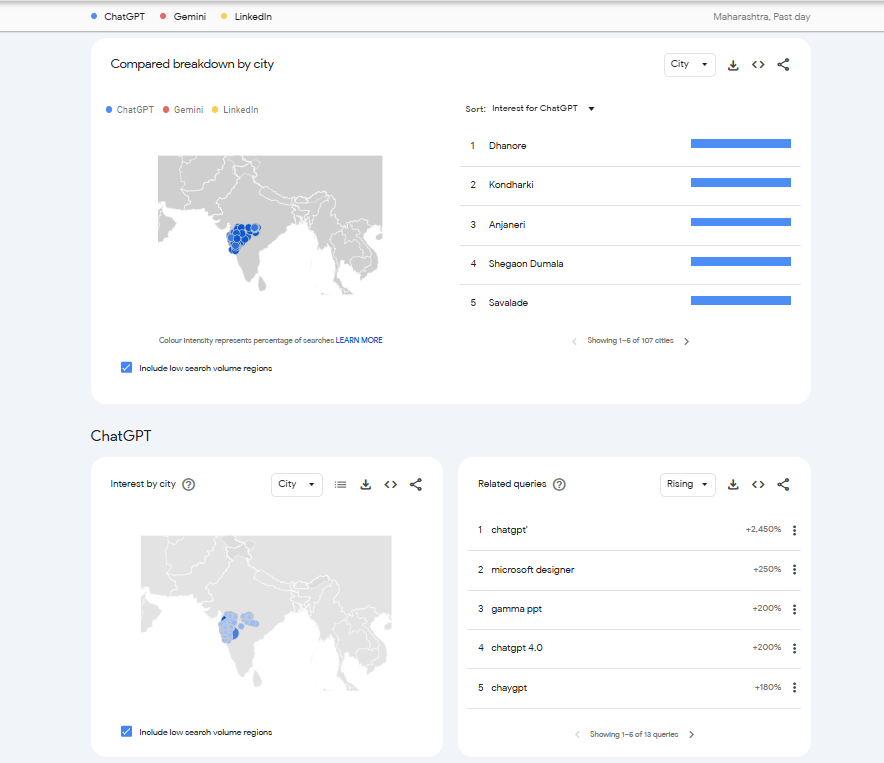 ChatGPT Gemini LinkedIn Maharashtra, Past day
Compared breakdown by city City
ChatGPT Gemini LinkedIn
Sort: Interest for ChatGPT
1 Dhanore
2 Kondharki
3 Anjaneri
4 Shegaon Dumala
5 Savalade
Colour intensity represents percentage of searches LEARN MORE
Showing 1–5 of 107 cities
Include low search volume regions
ChatGPT
Interest by city ? City
Related queries ? Rising
1 chatgpt' +2,450%
2 microsoft designer +250%
3 gamma ppt +200%
4 chatgpt 4.0 +200%
5 chaygpt +180%
Include low search volume regions
Showing 1–5 of 13 queries